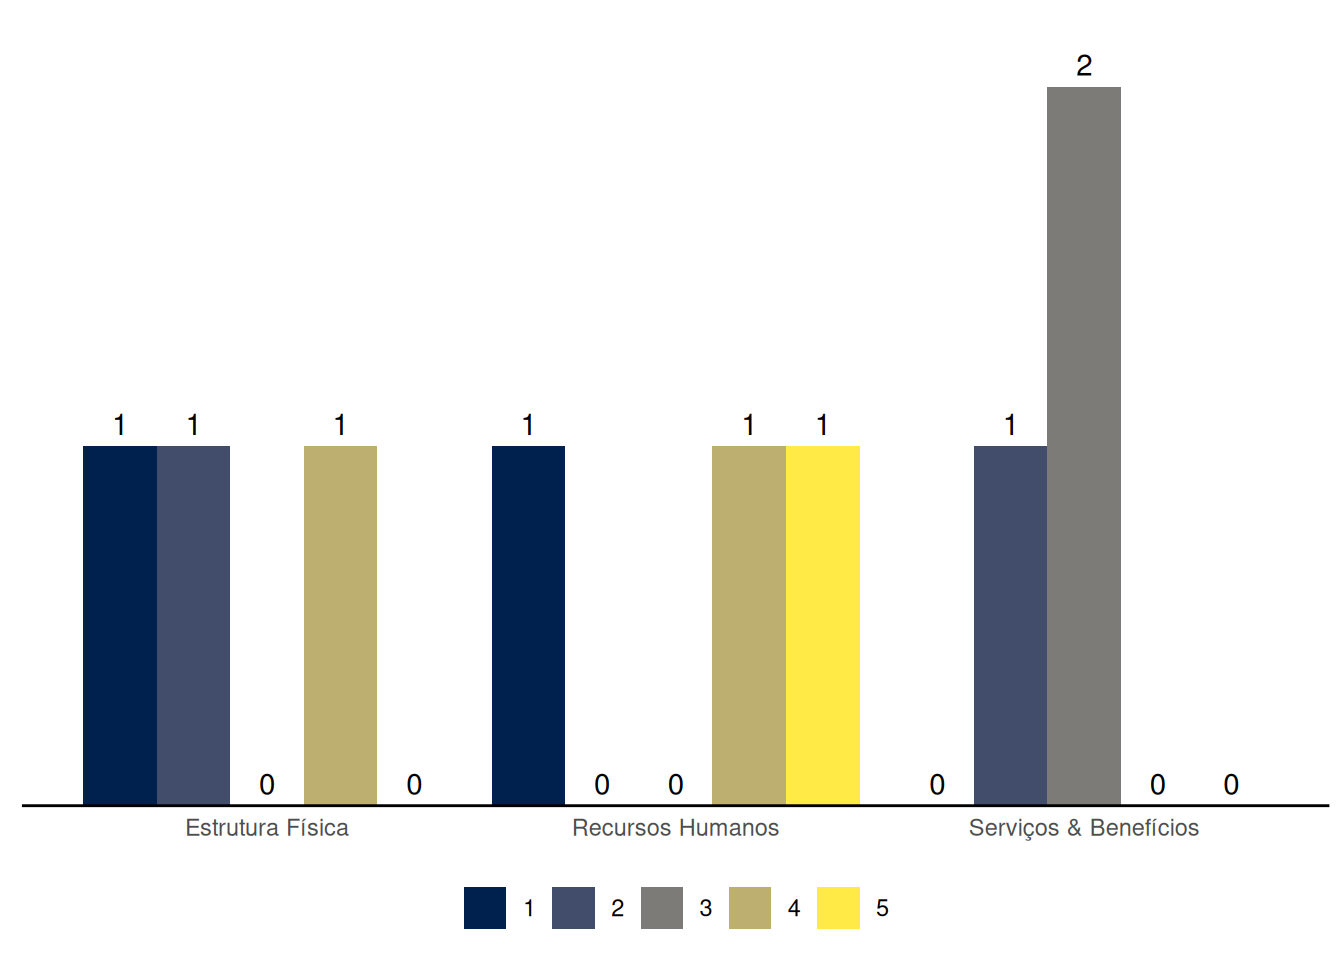 2
1 1 1 1 1 1 1
0 0 0 0 0 0 0
Estrutura Física Recursos Humanos Serviços & Benefícios
1 2 3 4 5